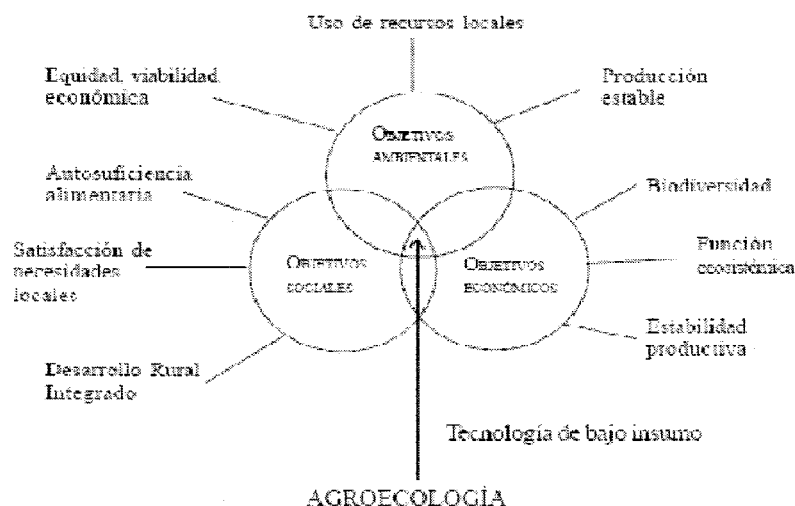 Uso de recursos locales
Equidad, viabilidad
económica
Producción
estable
OBJETIVOS
AMBIENTALES
Autosuficiencia
alimentaria
Biodiversidad
Satisfacción de
necesidades
locales
OBJETIVOS
SOCIALES
OBJETIVOS
ECONÓMICOS
Función
ecosistémica
Estabilidad
productiva
Desarrollo Rural
Integrado
Tecnología de bajo insumo
AGROECOLOGÍA